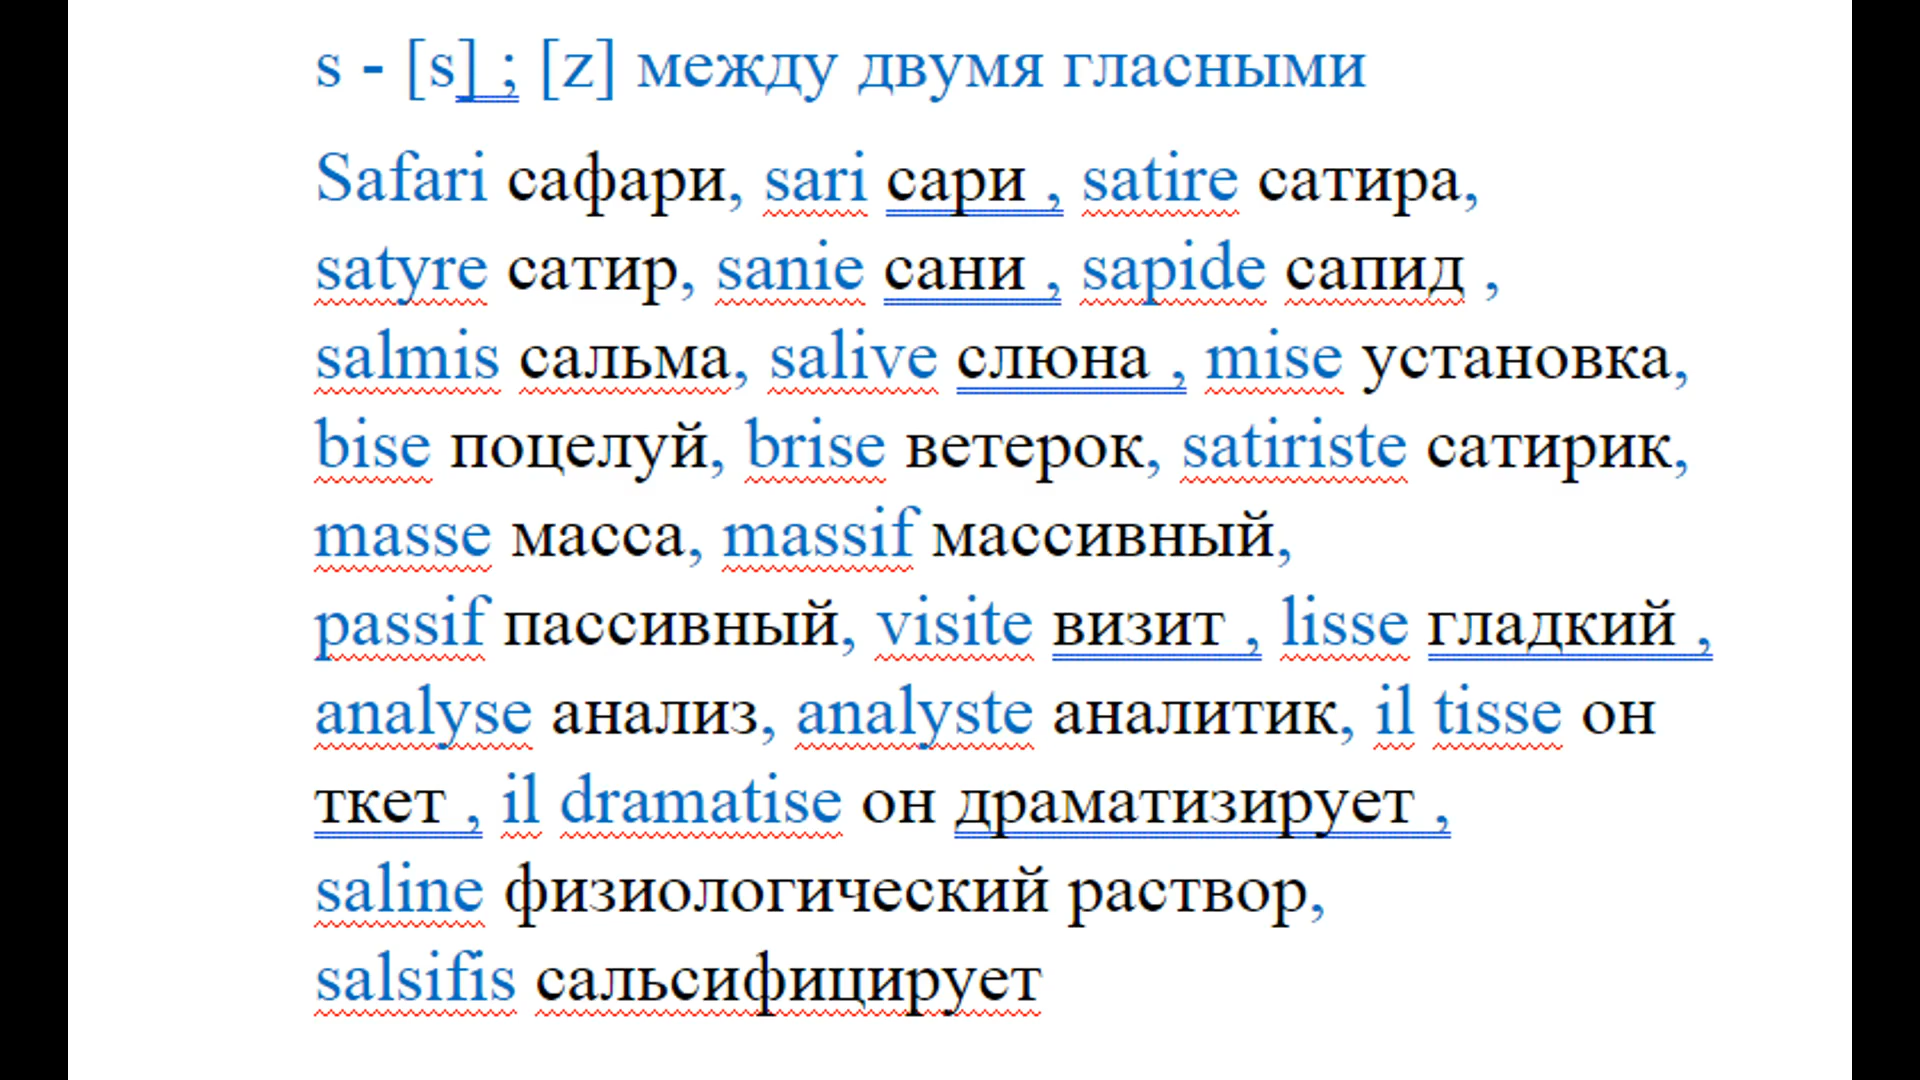 s - [s] ; [z] между двумя гласными
Safari сафари, sari сари , satire сатира,
satyre сатир, sanie сани , sapide сапид ,
salmis сальма, salive слюна , mise установка,
bise поцелуй, brise ветерок, satiriste сатирик,
masse масса, massif массивный,
passif пассивный, visite визит , lisse гладкий ,
analyse анализ, analyste аналитик, il tisse он
ткет , il dramatise он драматизирует ,
saline физиологический раствор,
salsifis сальсифицирует